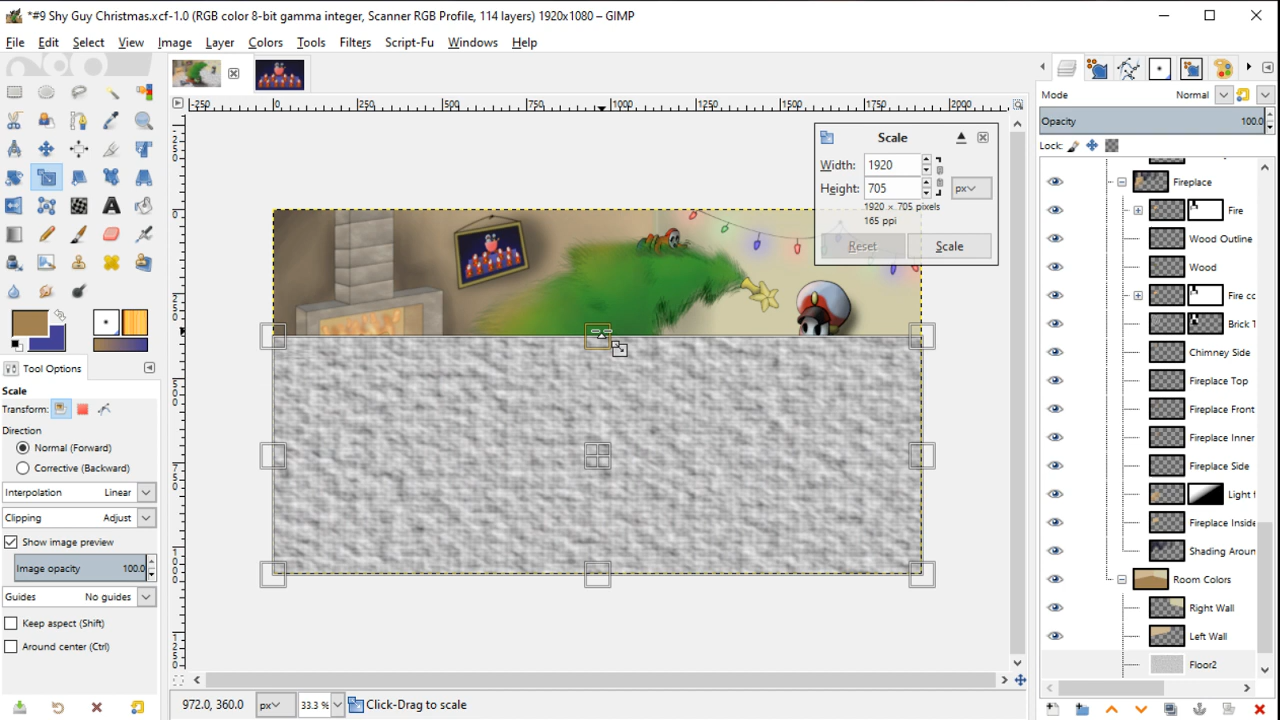 *#9 Shy Guy Christmas.xcf-1.0 (RGB color 8-bit gamma integer, Scanner RGB Profile, 114 layers) 1920x1080 – GIMP
File Edit Select View Image Layer Colors Tools Filters Script-Fu Windows Help
-250 0 250 500 750 1000 1250 1500 1750 2000
Mode Normal
Opacity 100.0
Lock:
Scale
Width: 1920
Height: 705 px
1920 × 705 pixels
165 ppi
Reset Scale
Fireplace
Fire
Wood Outline
Wood
Fire cc
Brick T
Chimney Side
Fireplace Top
Fireplace Front
Fireplace Inner
Fireplace Side
Light f
Fireplace Inside
Shading Aroun
Room Colors
Right Wall
Left Wall
Floor2
Tool Options
Scale
Transform:
Direction
Normal (Forward)
Corrective (Backward)
Interpolation Linear
Clipping Adjust
Show image preview
Image opacity 100.0
Guides No guides
Keep aspect (Shift)
Around center (Ctrl)
972.0, 360.0 px 33.3 % Click-Drag to scale